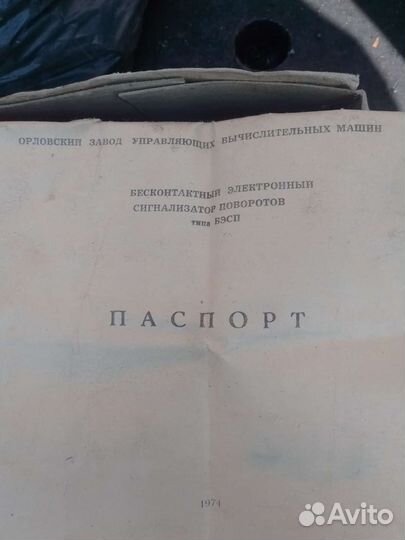 ОРЛОВСКИЙ ЗАВОД УПРАВЛЯЮЩИХ ВЫЧИСЛИТЕЛЬНЫХ МАШИН
БЕСКОНТАКТНЫЙ ЭЛЕКТРОННЫЙ
СИГНАЛИЗАТОР ПОВОРОТОВ
типа БЭСП
ПАСПОРТ
1974
Avito